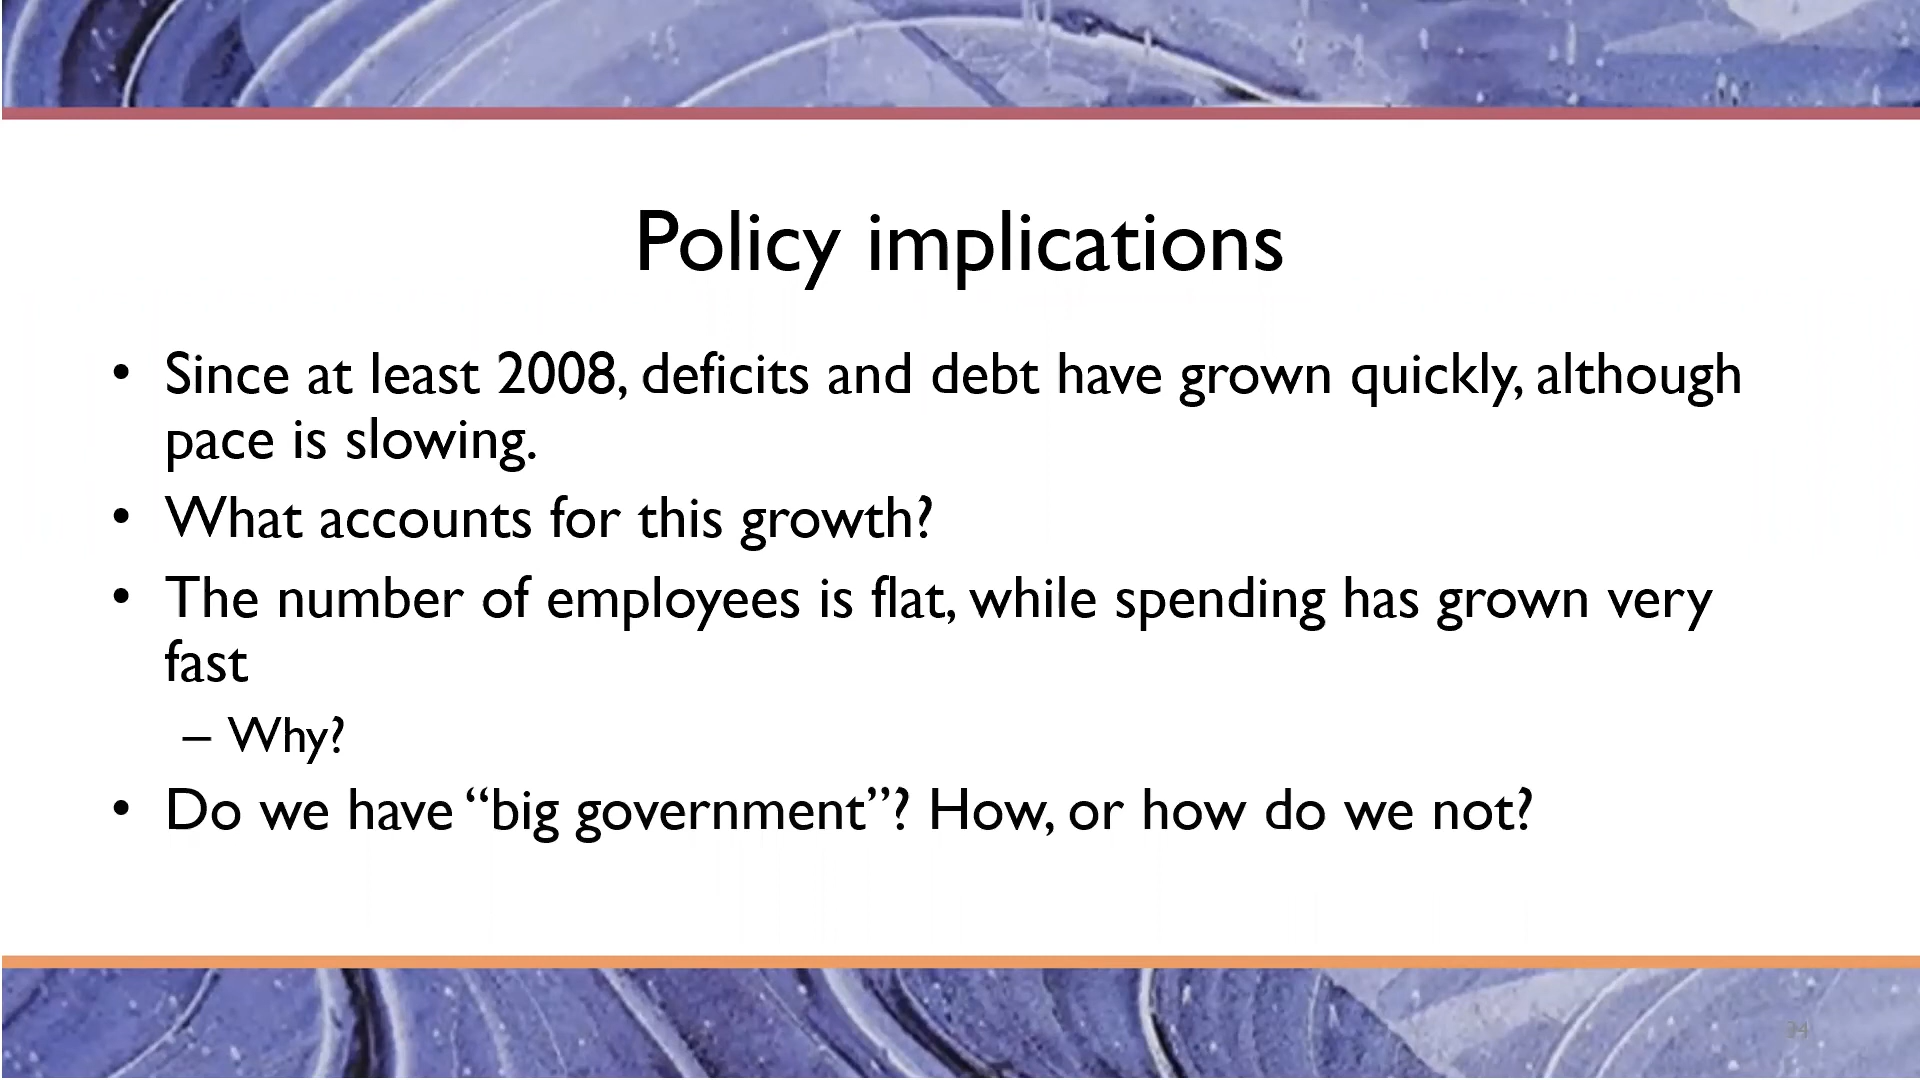 Policy implications
• Since at least 2008, deficits and debt have grown quickly, although
pace is slowing.
• What accounts for this growth?
• The number of employees is flat, while spending has grown very
fast
– Why?
• Do we have “big government”? How, or how do we not?